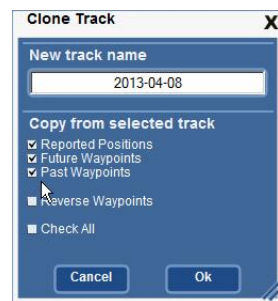 Clone Track
X
New track name
2013-04-08
Copy from selected track
Reported Positions
Future Waypoints
Past Waypoints
Reverse Waypoints
Check All
Cancel Ok